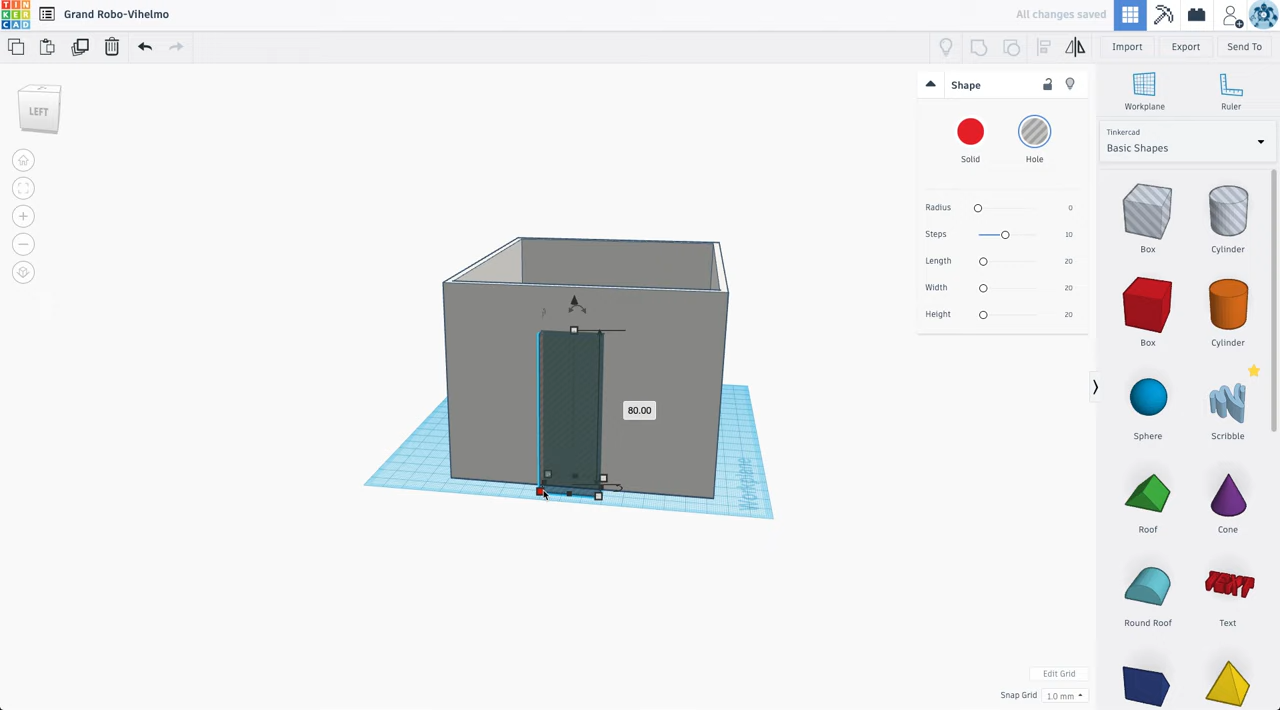 TIN
KER
CAD
Grand Robo-Vihelmo
All changes saved
Import
Export
Send To
LEFT
Shape
Solid
Hole
Radius 0
Steps 10
Length 20
Width 20
Height 20
Workplane
Ruler
Tinkercad
Basic Shapes
Box
Cylinder
Box
Cylinder
Sphere
Scribble
Roof
Cone
Round Roof
Text
TEXT
80.00
?
Workplane
Edit Grid
Snap Grid 1.0 mm